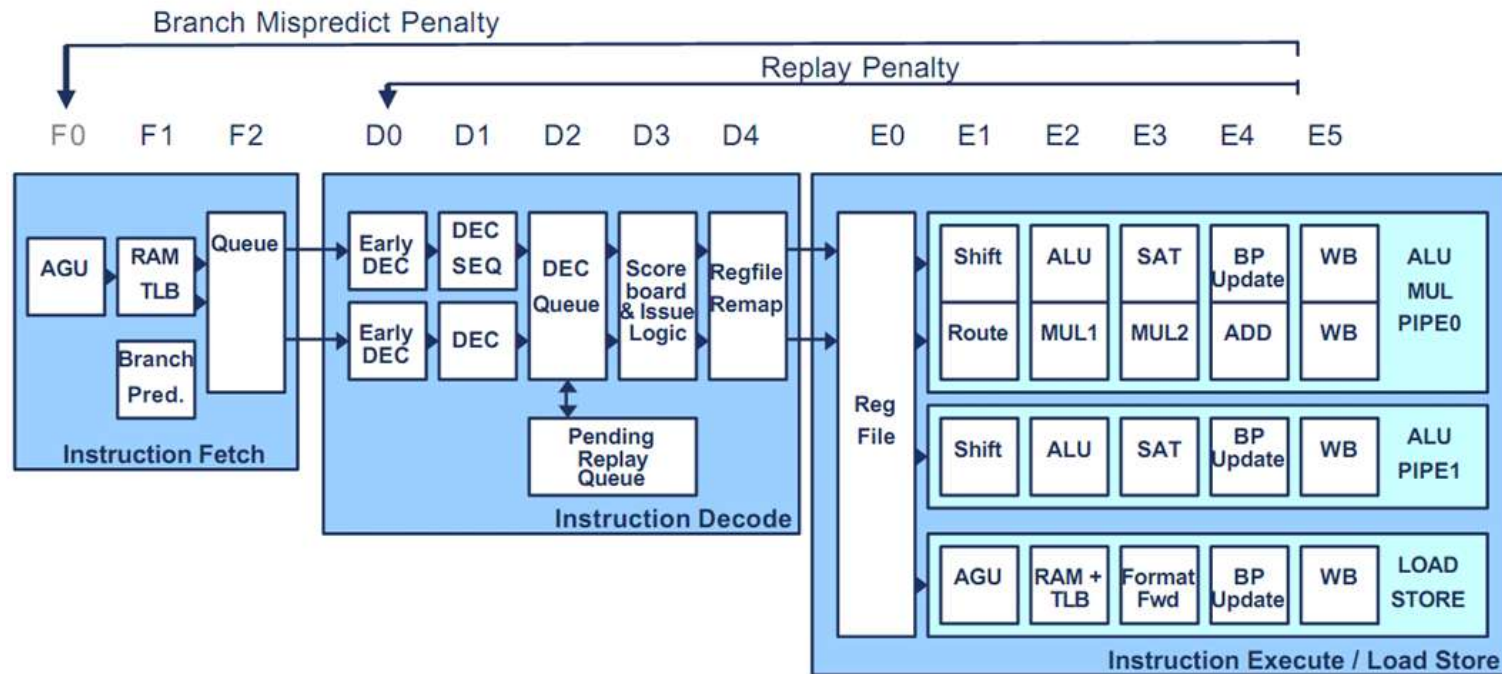 Branch Mispredict Penalty
Replay Penalty
F0 F1 F2 D0 D1 D2 D3 D4 E0 E1 E2 E3 E4 E5
AGU
RAM
TLB
Branch
Pred.
Queue
Instruction Fetch
Early
DEC
Early
DEC
DEC
SEQ
DEC
DEC
Queue
Pending
Replay
Queue
Score
board
& Issue
Logic
Regfile
Remap
Instruction Decode
Reg
File
Shift
ALU
SAT
BP
Update
WB
Route
MUL1
MUL2
ADD
WB
ALU
MUL
PIPE0
Shift
ALU
SAT
BP
Update
WB
ALU
PIPE1
AGU
RAM +
TLB
Format
Fwd
BP
Update
WB
LOAD
STORE
Instruction Execute / Load Store